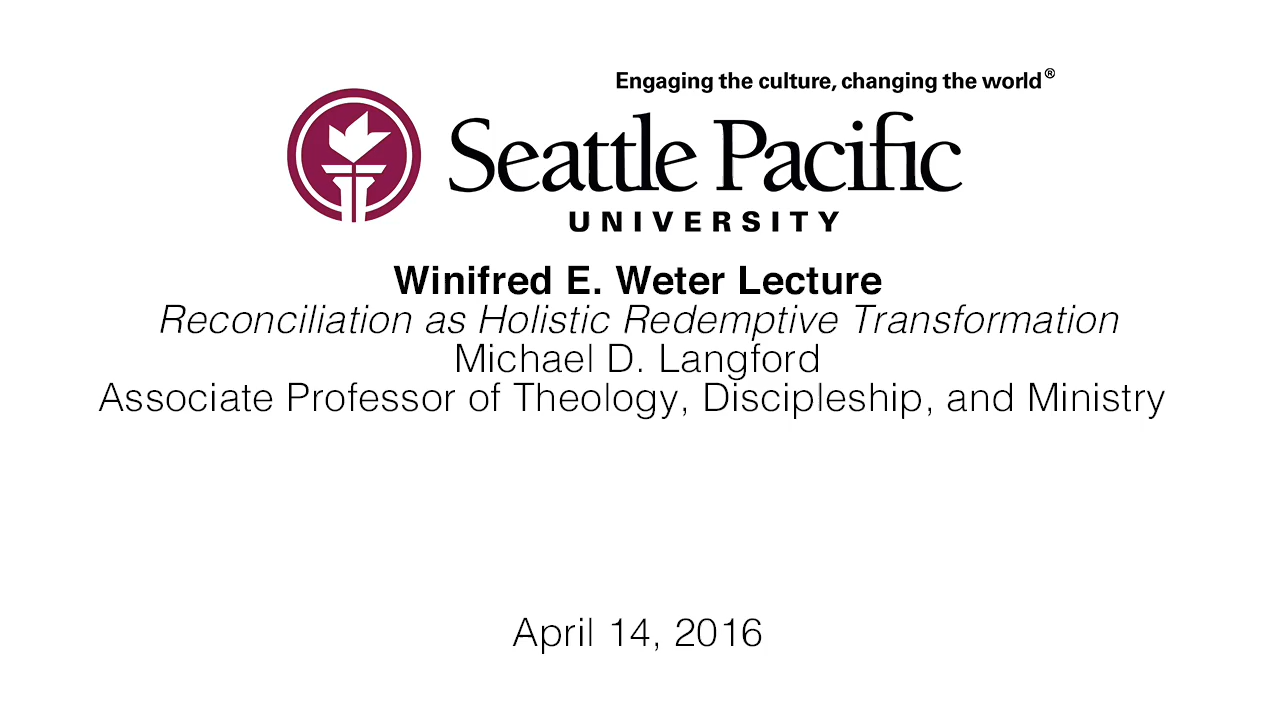 Engaging the culture, changing the world®
Seattle Pacific
UNIVERSITY
Winifred E. Weter Lecture
Reconciliation as Holistic Redemptive Transformation
Michael D. Langford
Associate Professor of Theology, Discipleship, and Ministry
April 14, 2016